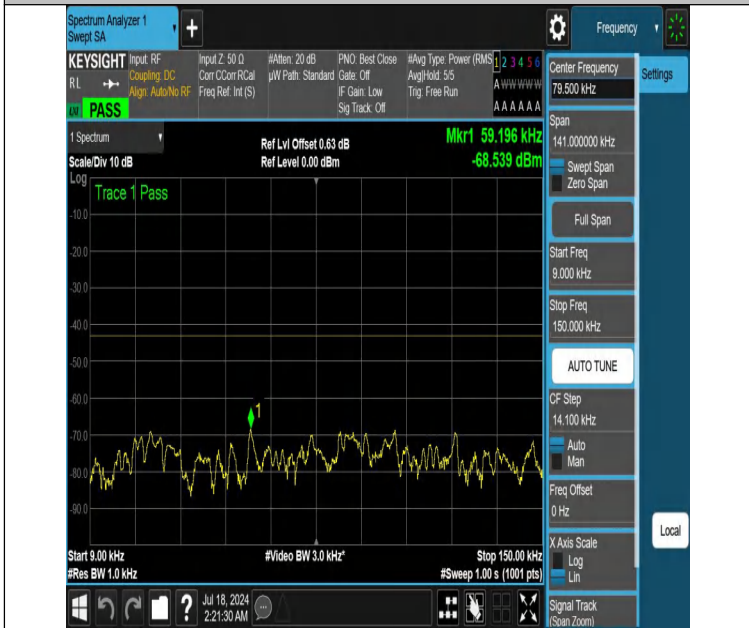 Spectrum Analyzer 1
Swept SA
+
Frequency
KEYSIGHT
RL
PASS
Input: RF
Coupling: DC
Align: Auto/No RF
Input Z: 50 Ω
Corr CCorr RCal
Freq Ref: Int (S)
#Atten: 20 dB
µW Path: Standard
PNO: Best Close
Gate: Off
IF Gain: Low
Sig Track: Off
#Avg Type: Power (RMS
Avg|Hold: 5/5
Trig: Free Run
1 2 3 4 5 6
A W W W W W
A A A A A A
1 Spectrum
Scale/Div 10 dB
Ref Lvl Offset 0.63 dB
Ref Level 0.00 dBm
Mkr1 59.196 kHz
-68.539 dBm
Log
Trace 1 Pass
-10.0
-20.0
-30.0
-40.0
-50.0
-60.0
-70.0
-80.0
-90.0
1
Start 9.00 kHz
#Res BW 1.0 kHz
#Video BW 3.0 kHz*
Stop 150.00 kHz
#Sweep 1.00 s (1001 pts)
Center Frequency
79.500 kHz
Settings
Span
141.000000 kHz
Swept Span
Zero Span
Full Span
Start Freq
9.000 kHz
Stop Freq
150.000 kHz
AUTO TUNE
CF Step
14.100 kHz
Auto
Man
Freq Offset
0 Hz
X Axis Scale
Log
Lin
Local
Signal Track
(Span Zoom)
?
Jul 18, 2024
2:21:30 AM